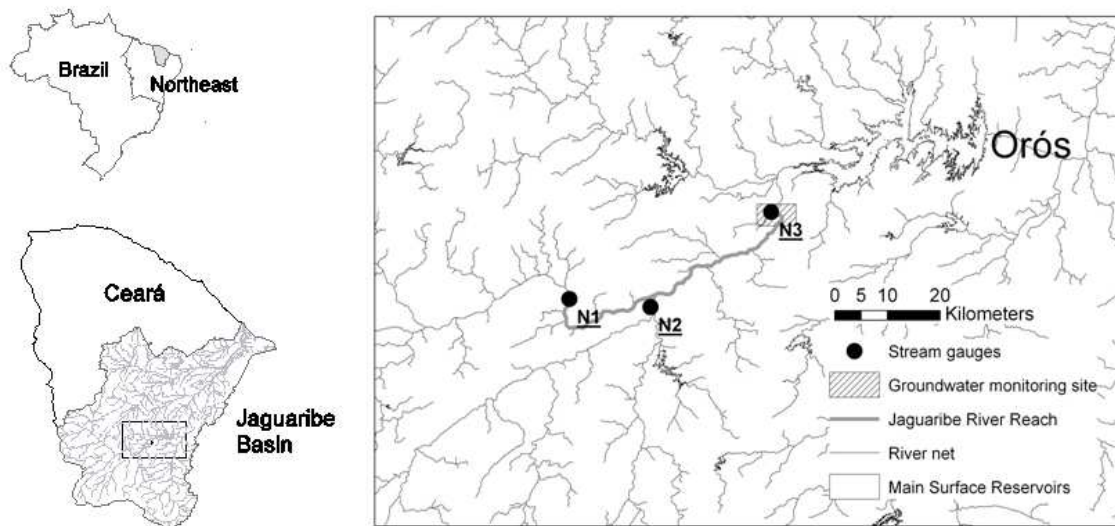 Brazil
Northeast
Ceará
Jaguaribe
Basin
Orós
N3
N1
N2
0 5 10 20
Kilometers
Stream gauges
Groundwater monitoring site
Jaguaribe River Reach
River net
Main Surface Reservoirs